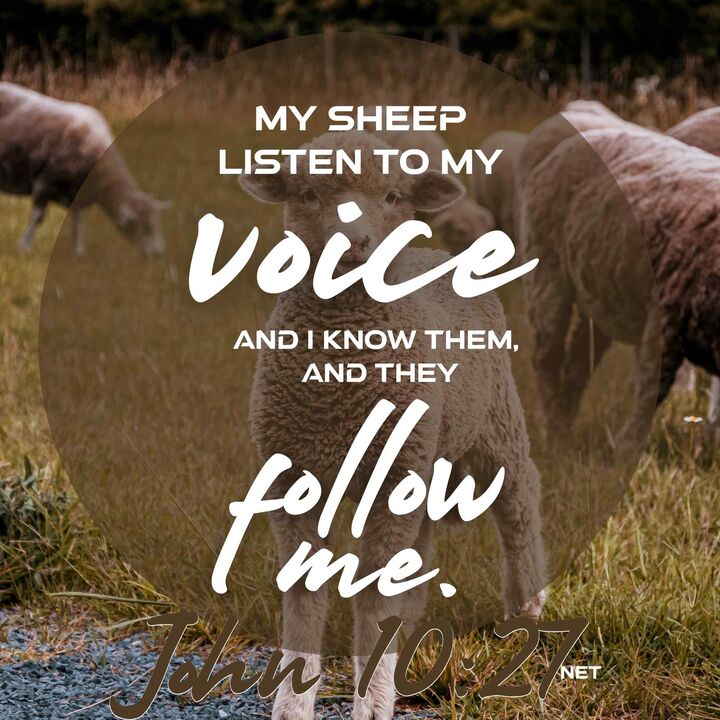 MY SHEEP
LISTEN TO MY
voice
AND I KNOW THEM,
AND THEY
follow
me.
John 10:27
NET